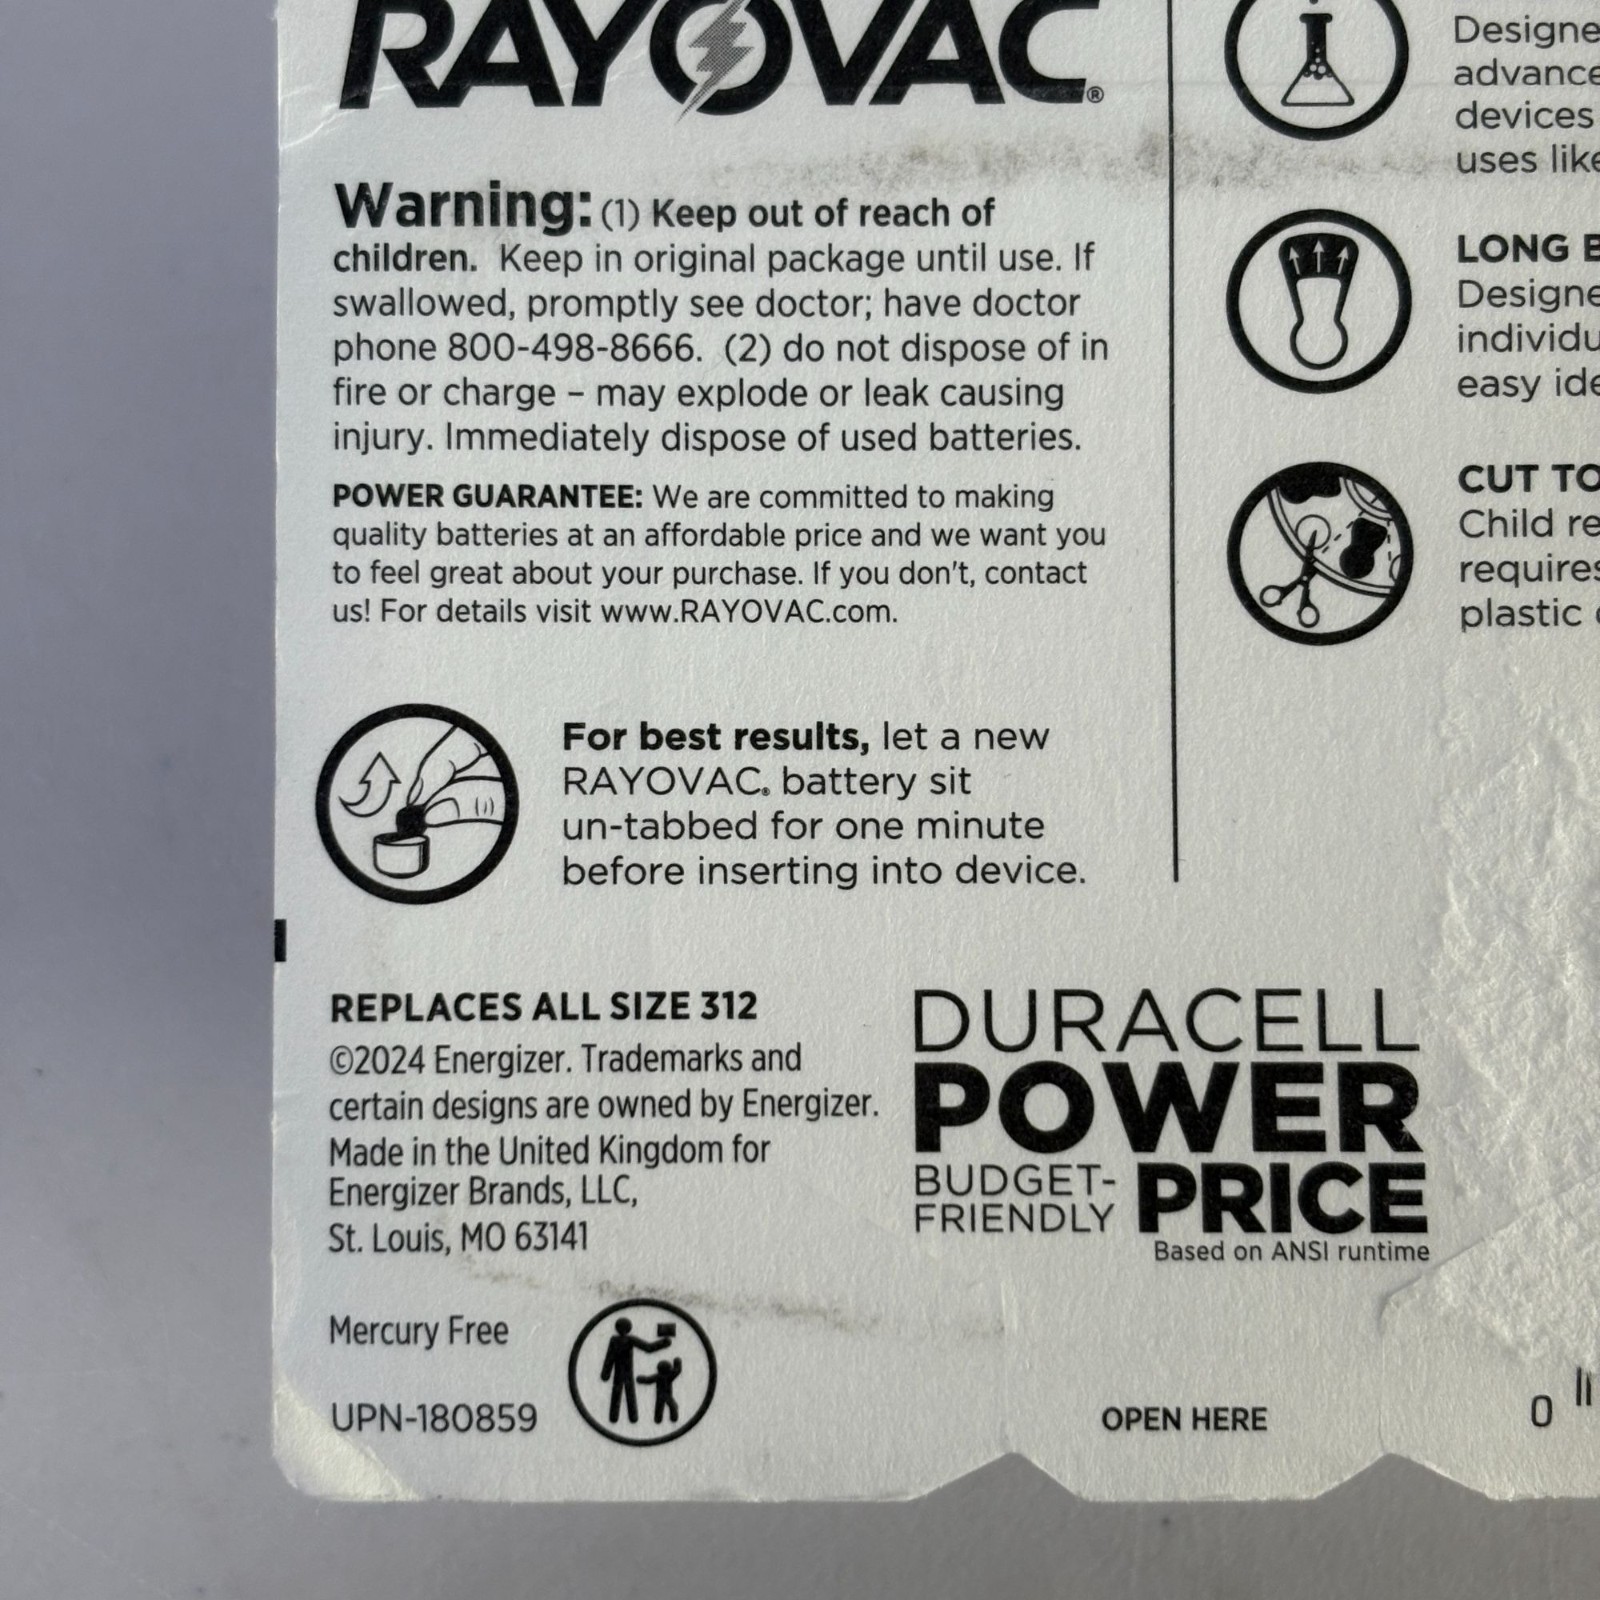 RAYOVAC®
Warning: (1) Keep out of reach of
children. Keep in original package until use. If
swallowed, promptly see doctor; have doctor
phone 800-498-8666. (2) do not dispose of in
fire or charge – may explode or leak causing
injury. Immediately dispose of used batteries.
POWER GUARANTEE: We are committed to making
quality batteries at an affordable price and we want you
to feel great about your purchase. If you don't, contact
us! For details visit www.RAYOVAC.com.
For best results, let a new
RAYOVAC® battery sit
un-tabbed for one minute
before inserting into device.
REPLACES ALL SIZE 312
©2024 Energizer. Trademarks and
certain designs are owned by Energizer.
Made in the United Kingdom for
Energizer Brands, LLC,
St. Louis, MO 63141
Mercury Free
UPN-180859
DURACELL
POWER
BUDGET-
FRIENDLY PRICE
Based on ANSI runtime
OPEN HERE
0
Designe
advance
devices
uses like
LONG B
Designe
individu
easy ide
CUT TO
Child re
requires
plastic